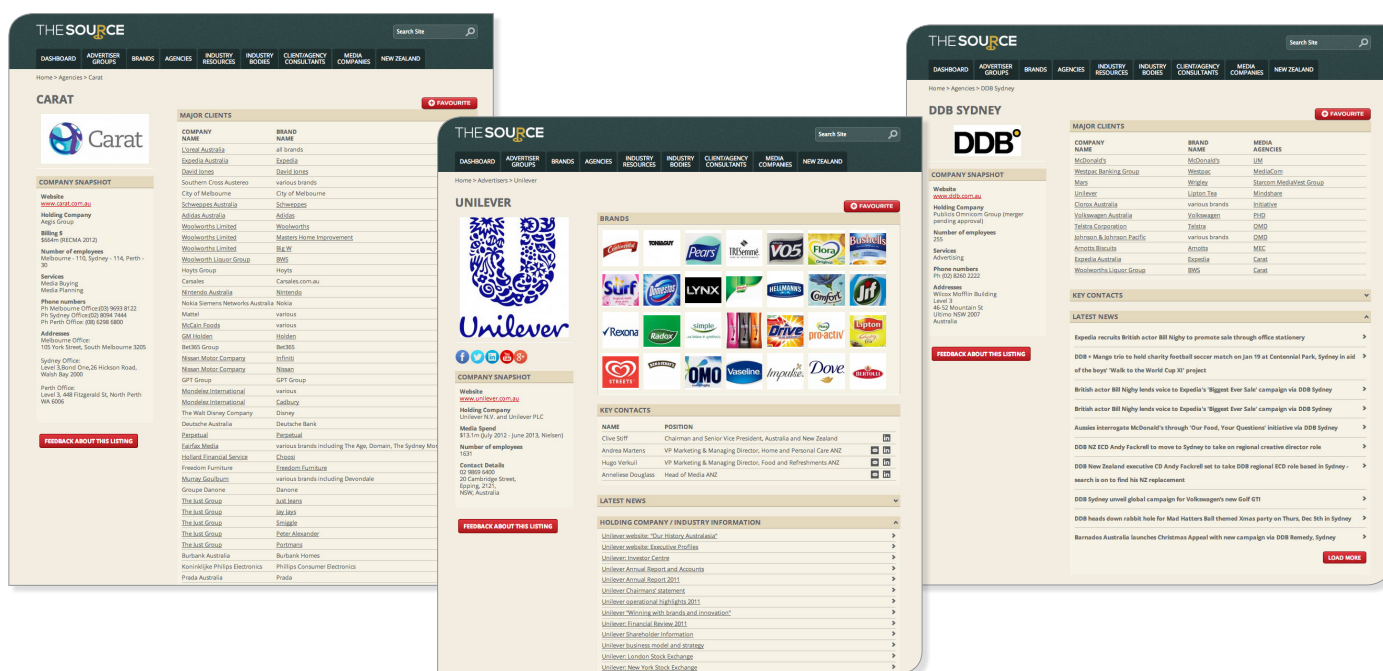 THE SOURCE
Search Site
DASHBOARD ADVERTISER GROUPS BRANDS AGENCIES INDUSTRY RESOURCES INDUSTRY BODIES CLIENT/AGENCY CONSULTANTS MEDIA COMPANIES NEW ZEALAND
Home > Agencies > Carat
CARAT
FAVOURITE
Carat
COMPANY SNAPSHOT
Website
www.carat.com.au
Holding Company
Aegis Group
Billing $
$664m (RECMA 2012)
Number of employees
Melbourne - 110, Sydney - 114, Perth -
30
Services
Media Buying
Media Planning
Phone numbers
Ph Melbourne Office:(03) 9693 8122
Ph Sydney Office:(02) 8094 7444
Ph Perth Office: (08) 6298 6800
Addresses
Melbourne Office:
105 York Street, South Melbourne 3205
Sydney Office:
Level 3,Bond One,26 Hickson Road,
Walsh Bay 2000
Perth Office:
Level 3, 448 Fitzgerald St, North Perth
WA 6006
FEEDBACK ABOUT THIS LISTING
MAJOR CLIENTS
COMPANY NAME BRAND NAME
L'oreal Australia all brands
Expedia Australia Expedia
David Jones David Jones
Southern Cross Austereo various brands
City of Melbourne City of Melbourne
Schweppes Australia Schweppes
Adidas Australia Adidas
Woolworths Limited Woolworths
Woolworths Limited Masters Home Improvement
Woolworths Limited Big W
Woolworth Liquor Group BWS
Hoyts Group Hoyts
Carsales Carsales.com.au
Nintendo Australia Nintendo
Nokia Siemens Networks Australia Nokia
Mattel various
McCain Foods various
GM Holden Holden
Bet365 Group Bet365
Nissan Motor Company Infiniti
Nissan Motor Company Nissan
GPT Group GPT Group
Mondelez International various
Mondelez International Cadbury
The Walt Disney Company Disney
Deutsche Australia Deutsche Bank
Perpetual Perpetual
Fairfax Media various brands including The Age, Domain, The Sydney Mor
Hollard Financial Service Choosi
Freedom Furniture Freedom Furniture
Murray Goulburn various brands including Devondale
Groupe Danone Danone
The Just Group Just Jeans
The Just Group Jay Jays
The Just Group Smiggle
The Just Group Peter Alexander
The Just Group Portmans
Burbank Australia Burbank Homes
Koninklijke Philips Electronics Phillips Consumer Electronics
Prada Australia Prada
THE SOURCE
Search Site
DASHBOARD ADVERTISER GROUPS BRANDS AGENCIES INDUSTRY RESOURCES INDUSTRY BODIES CLIENT/AGENCY CONSULTANTS MEDIA COMPANIES NEW ZEALAND
Home > Advertisers > Unilever
UNILEVER
FAVOURITE
Unilever
COMPANY SNAPSHOT
Website
www.unilever.com.au
Holding Company
Unilever N.V. and Unilever PLC
Media Spend
$13.1m (July 2012 - June 2013, Nielsen)
Number of employees
1631
Contact Details
02 9869 6400
20 Cambridge Street,
Epping, 2121,
NSW, Australia
FEEDBACK ABOUT THIS LISTING
BRANDS
Continental TONI&GUY Pears TRESemmé VO5 Flora Bushells
Surf Domestos LYNX HELLMANN'S Comfort Jif
Rexona Radox simple Drive pro-activ Lipton
STREETS OMO Vaseline Impulse Dove BERTOLLI
KEY CONTACTS
NAME POSITION
Clive Stiff Chairman and Senior Vice President, Australia and New Zealand
Andrea Martens VP Marketing & Managing Director, Home and Personal Care ANZ
Hugo Verkuil VP Marketing & Managing Director, Food and Refreshments ANZ
Anneliese Douglass Head of Media ANZ
LATEST NEWS
HOLDING COMPANY / INDUSTRY INFORMATION
Unilever website: "Our History Australasia"
Unilever website: Executive Profiles
Unilever: Investor Centre
Unilever Annual Report and Accounts
Unilever Annual Report 2011
Unilever Chairmans' statement
Unilever operational highlights 2011
Unilever "Winning with brands and innovation"
Unilever: Financial Review 2011
Unilever Shareholder Information
Unilever business model and strategy
Unilever: London Stock Exchange
Unilever: New York Stock Exchange
THE SOURCE
Search Site
DASHBOARD ADVERTISER GROUPS BRANDS AGENCIES INDUSTRY RESOURCES INDUSTRY BODIES CLIENT/AGENCY CONSULTANTS MEDIA COMPANIES NEW ZEALAND
Home > Agencies > DDB Sydney
DDB SYDNEY
FAVOURITE
DDB
COMPANY SNAPSHOT
Website
www.ddb.com.au
Holding Company
Publicis Omnicom Group (merger
pending approval)
Number of employees
255
Services
Advertising
Phone numbers
Ph (02) 8260 2222
Addresses
Wilcox Mofflin Building
Level 3
46-52 Mountain St
Ultimo NSW 2007
Australia
FEEDBACK ABOUT THIS LISTING
MAJOR CLIENTS
COMPANY NAME BRAND NAME MEDIA AGENCIES
McDonald's McDonald's UM
Westpac Banking Group Westpac MediaCom
Mars Wrigley Starcom MediaVest Group
Unilever Lipton Tea Mindshare
Clorox Australia various brands Initiative
Volkswagen Australia Volkswagen PHD
Telstra Corporation Telstra OMD
Johnson & Johnson Pacific various brands OMD
Arnotts Biscuits Arnotts MEC
Expedia Australia Expedia Carat
Woolworths Liquor Group BWS Carat
KEY CONTACTS
LATEST NEWS
Expedia recruits British actor Bill Nighy to promote sale through office stationery
DDB + Mango trio to hold charity football soccer match on Jan 19 at Centennial Park, Sydney in aid
of the boys' 'Walk to the World Cup XI' project
British actor Bill Nighy lends voice to Expedia's 'Biggest Ever Sale' campaign via DDB Sydney
British actor Bill Nighy lends voice to Expedia's 'Biggest Ever Sale' campaign via DDB Sydney
Aussies interrogate McDonald's through 'Our Food, Your Questions' initiative via DDB Sydney
DDB NZ ECD Andy Fackrell to move to Sydney to take on regional creative director role
DDB New Zealand executive CD Andy Fackrell set to take DDB regional ECD role based in Sydney -
search is on to find his NZ replacement
DDB Sydney unveil global campaign for Volkswagen's new Golf GTI
DDB heads down rabbit hole for Mad Hatters Ball themed Xmas party on Thurs, Dec 5th in Sydney
Barnados Australia launches Christmas Appeal with new campaign via DDB Remedy, Sydney
LOAD MORE